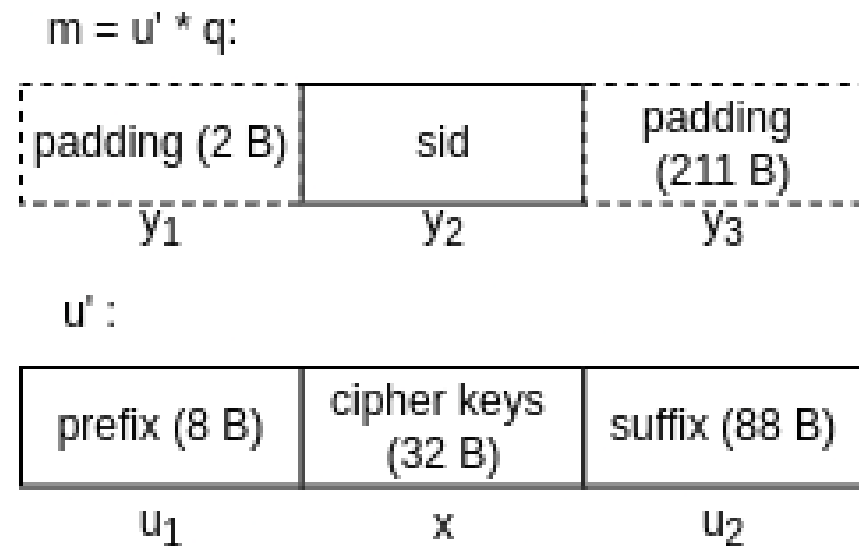 m = u' * q:
padding (2 B)
sid
padding
(211 B)
y1
y2
y3
u' :
prefix (8 B)
cipher keys
(32 B)
suffix (88 B)
u1
x
u2